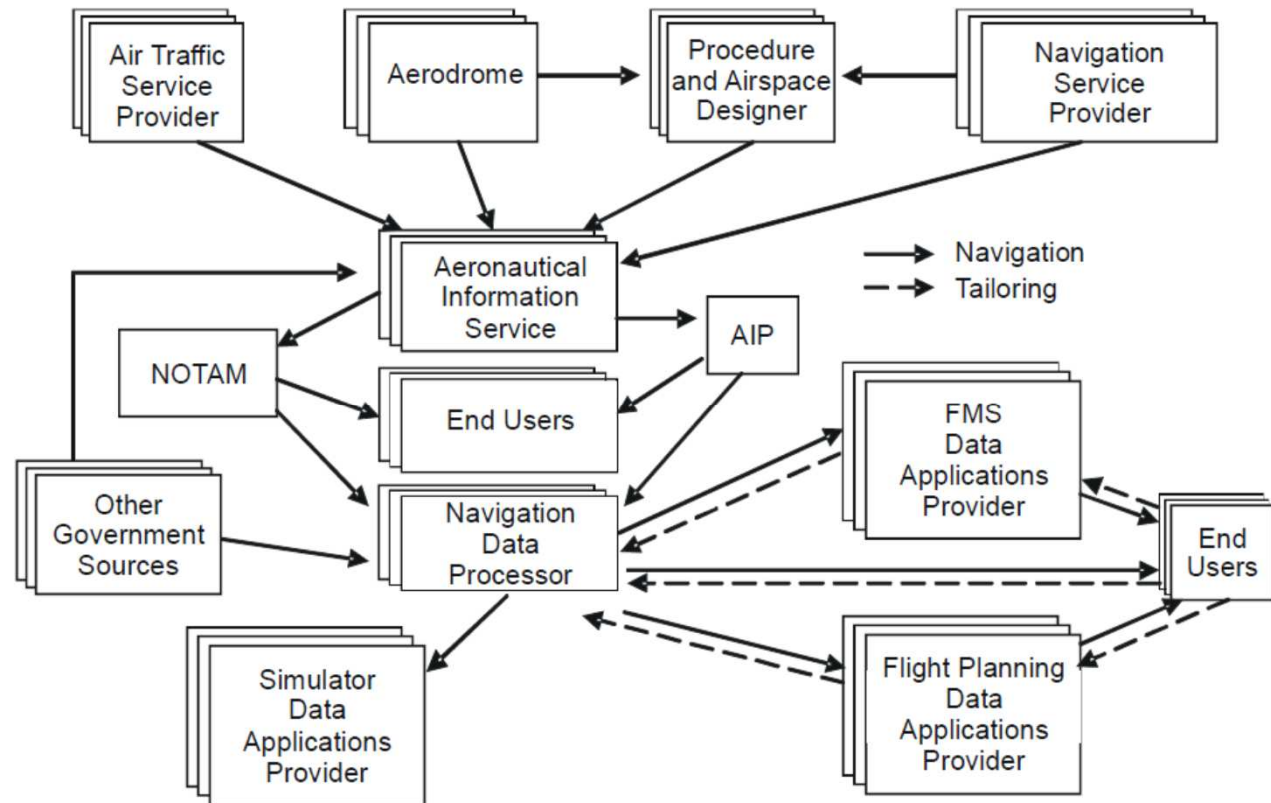 Air Traffic
Service
Provider
Aerodrome
Procedure
and Airspace
Designer
Navigation
Service
Provider
Aeronautical
Information
Service
Navigation
Tailoring
NOTAM
AIP
End Users
FMS
Data
Applications
Provider
Other
Government
Sources
Navigation
Data
Processor
End
Users
Simulator
Data
Applications
Provider
Flight Planning
Data
Applications
Provider